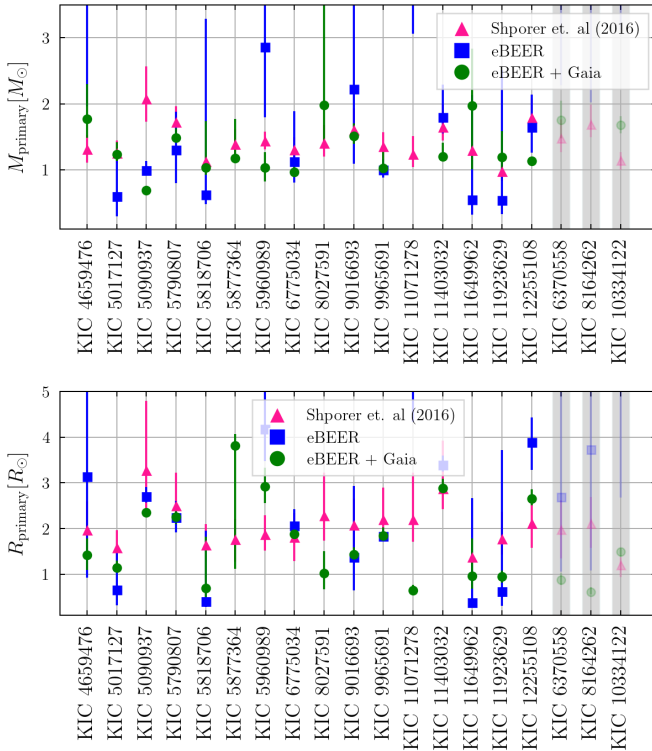 3
2
1
M_primary [M_⊙]
Shporer et. al (2016)
eBEER
eBEER + Gaia
KIC 4659476
KIC 5017127
KIC 5090937
KIC 5790807
KIC 5818706
KIC 5877364
KIC 5960989
KIC 6775034
KIC 8027591
KIC 9016693
KIC 9965691
KIC 11071278
KIC 11403032
KIC 11649962
KIC 11923629
KIC 12255108
KIC 6370558
KIC 8164262
KIC 10334122
5
4
3
2
1
R_primary [R_⊙]
Shporer et. al (2016)
eBEER
eBEER + Gaia
KIC 4659476
KIC 5017127
KIC 5090937
KIC 5790807
KIC 5818706
KIC 5877364
KIC 5960989
KIC 6775034
KIC 8027591
KIC 9016693
KIC 9965691
KIC 11071278
KIC 11403032
KIC 11649962
KIC 11923629
KIC 12255108
KIC 6370558
KIC 8164262
KIC 10334122